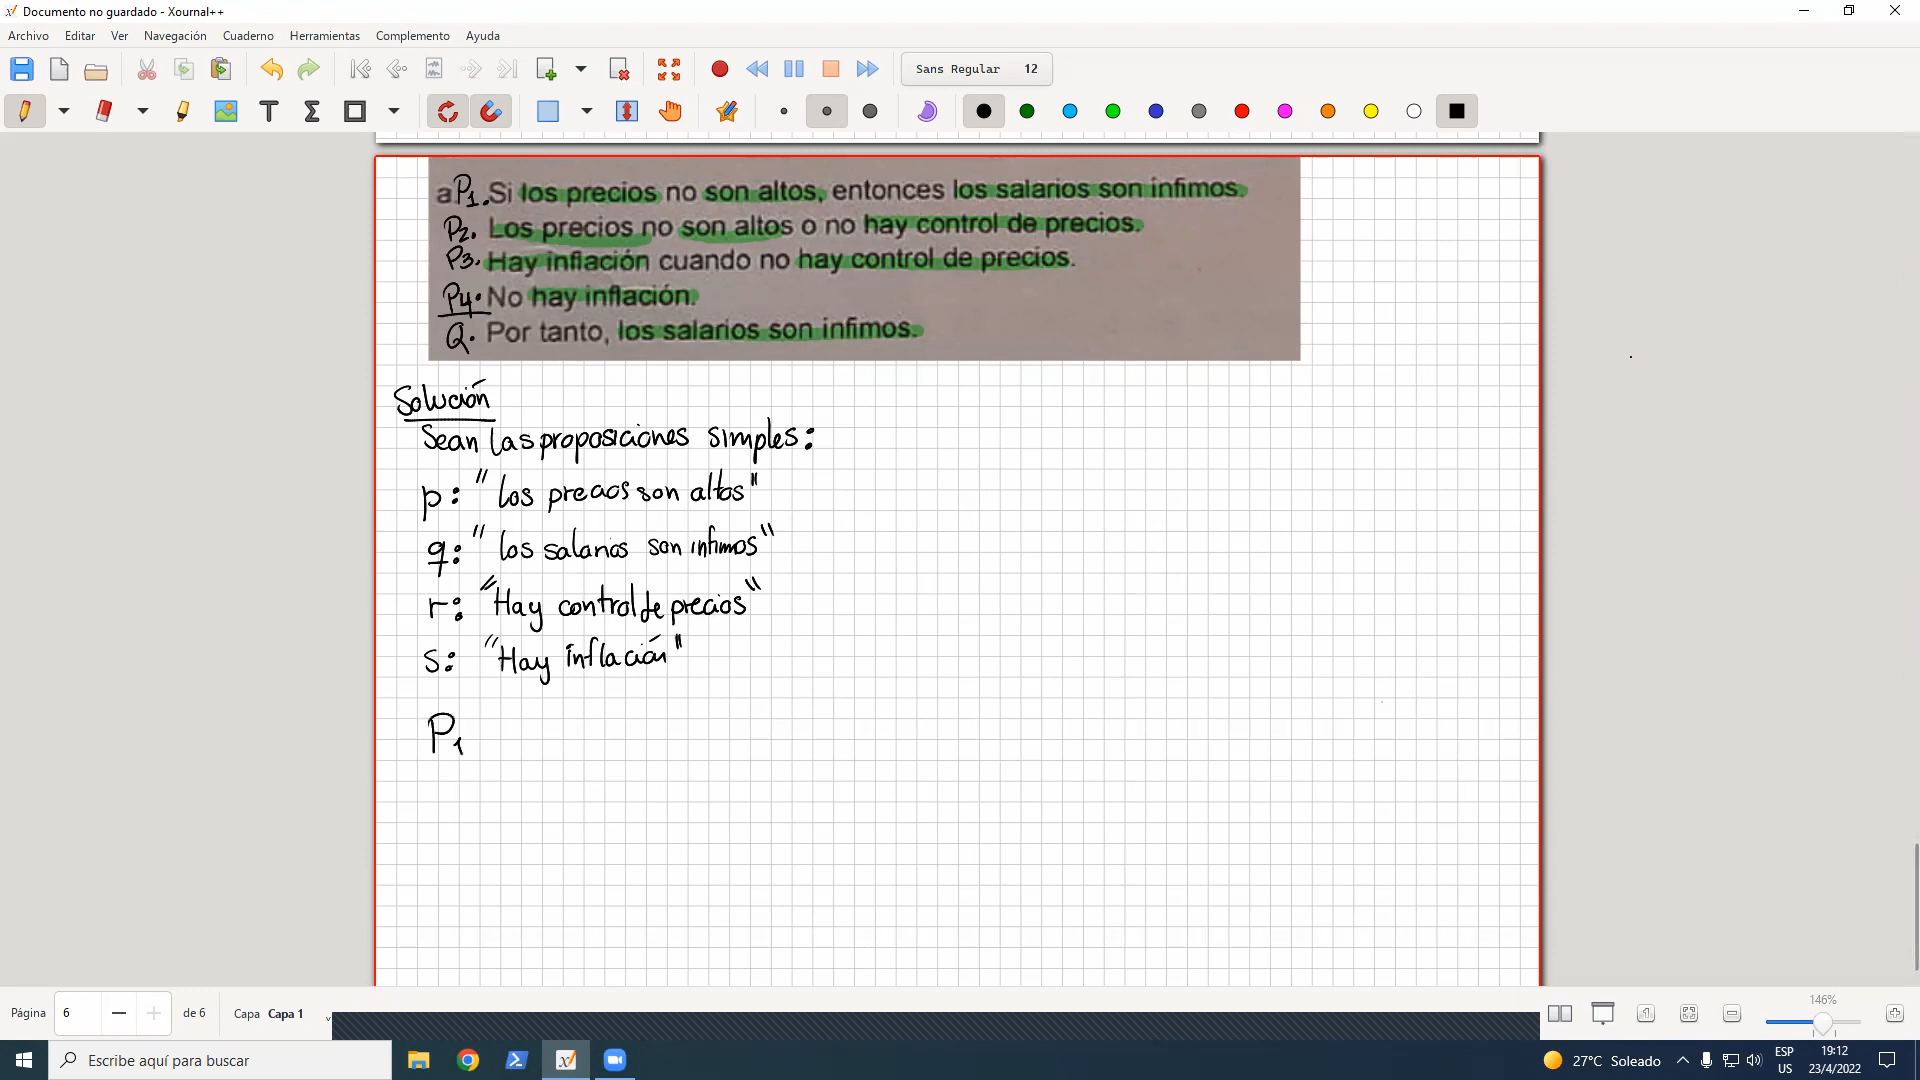 Documento no guardado - Xournal++
Archivo Editar Ver Navegación Cuaderno Herramientas Complemento Ayuda
Sans Regular 12
a P1. Si los precios no son altos, entonces los salarios son infimos.
P2. Los precios no son altos o no hay control de precios.
P3. Hay inflación cuando no hay control de precios.
P4. No hay inflación.
Q. Por tanto, los salarios son infimos.
Solución
Sean las proposiciones simples:
p: "los precios son altos"
q: "los salarios son infimos"
r: "Hay control de precios"
s: "Hay inflación"
P1
Página 6 de 6 Capa Capa 1
146%
Escribe aquí para buscar
27°C Soleado
ESP
US
19:12
23/4/2022